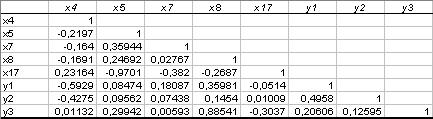 x4 x5 x7 x8 x17 y1 y2 y3
x4 1
x5 -0,2197 1
x7 -0,164 0,35944 1
x8 -0,1691 0,24692 0,02767 1
x17 0,23164 -0,9701 -0,382 -0,2687 1
y1 -0,5929 0,08474 0,18087 0,35981 -0,0514 1
y2 -0,4275 0,09562 0,07438 0,1454 0,01009 0,4958 1
y3 0,01132 0,29942 0,00593 0,88541 -0,3037 0,20606 0,12595 1